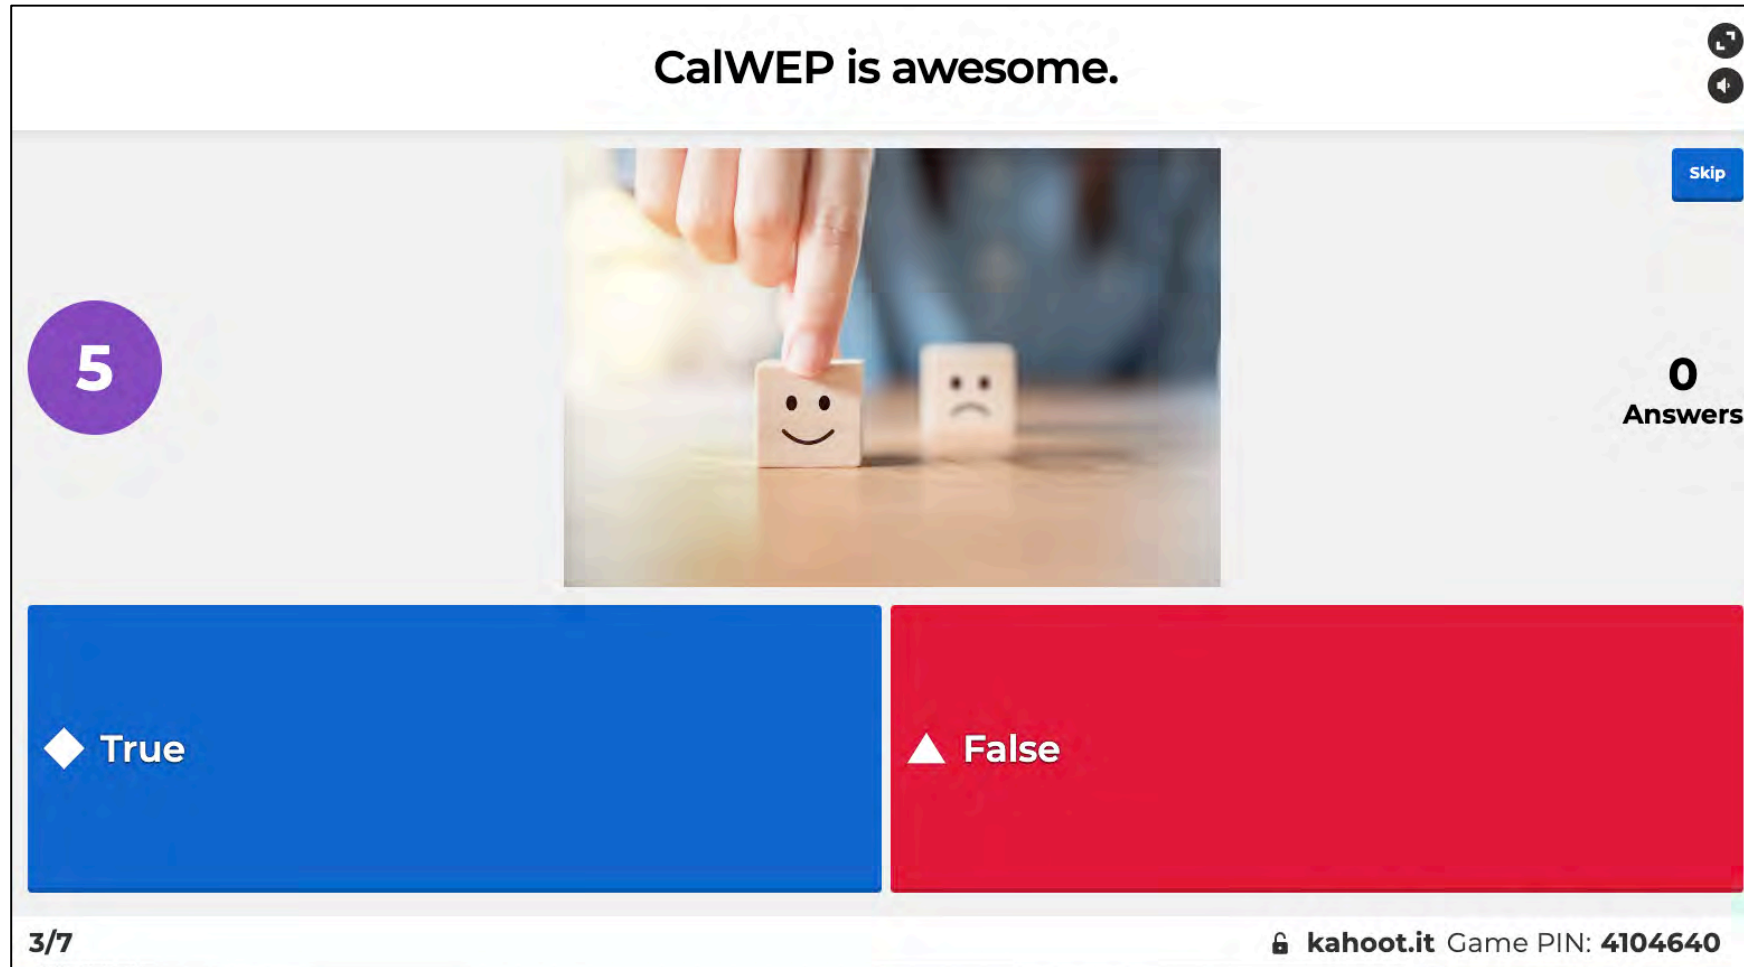 CalWEP is awesome.
Skip
5
0
Answers
True
False
3/7
kahoot.it Game PIN: 4104640